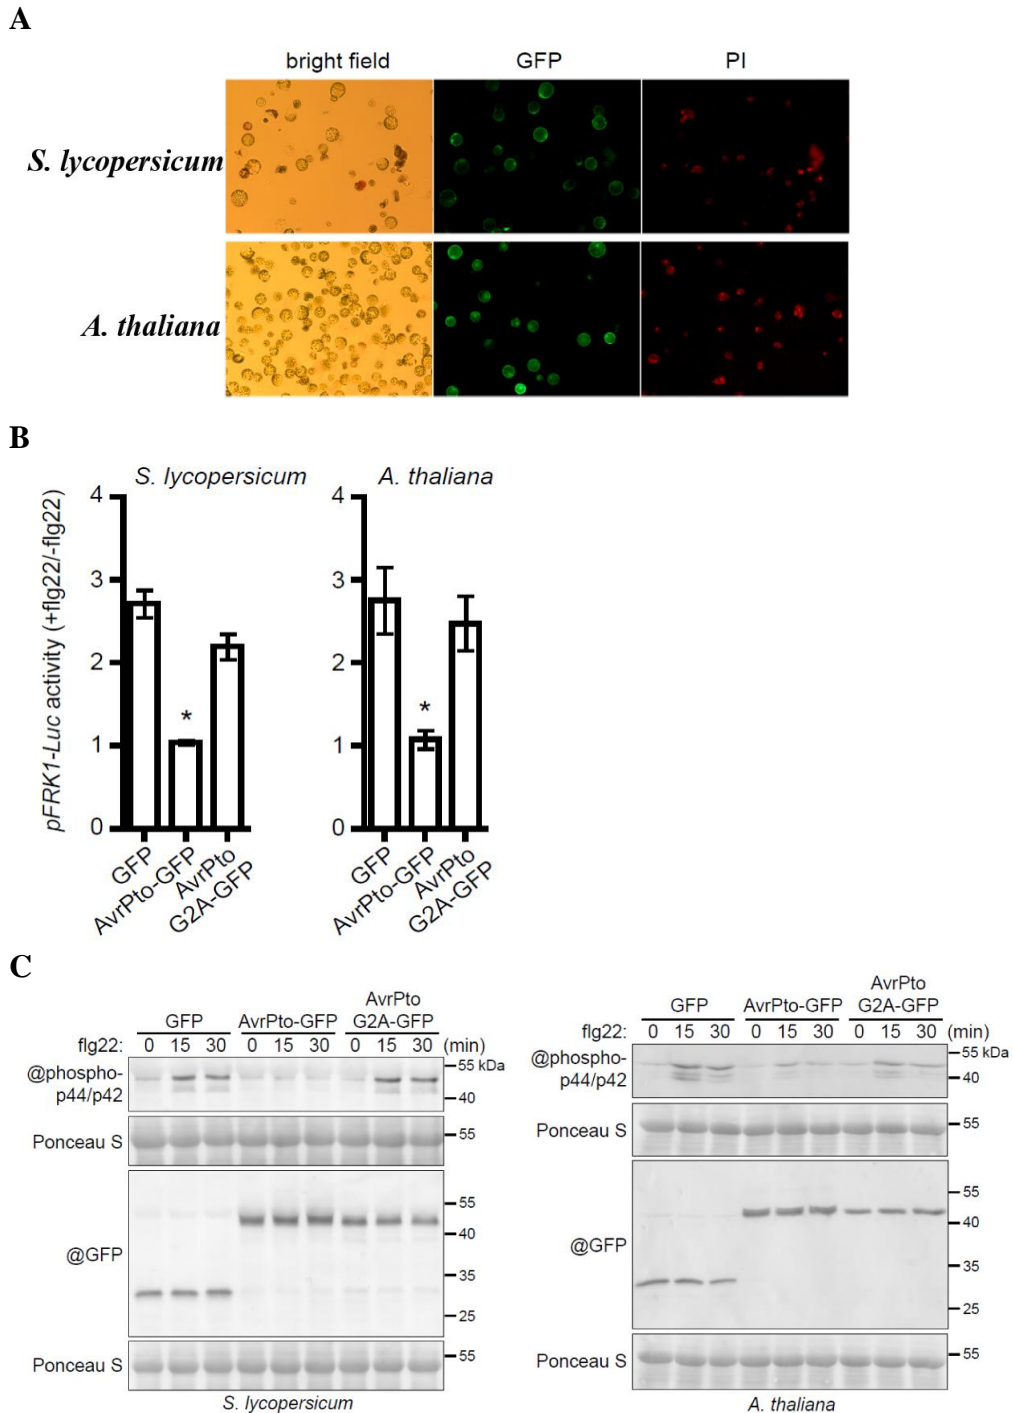 A
bright field GFP PI
S. lycopersicum
A. thaliana
B
S. lycopersicum A. thaliana
pFRK1-Luc activity (+flg22/-flg22)
4
3
2
1
0
*
GFP
AvrPto-GFP
AvrPto
G2A-GFP
4
3
2
1
0
*
GFP
AvrPto-GFP
AvrPto
G2A-GFP
C
AvrPto
GFP AvrPto-GFP G2A-GFP
flg22: 0 15 30 0 15 30 0 15 30 (min)
@phospho-
p44/p42
55 kDa
40
Ponceau S
55
@GFP
55
40
35
25
Ponceau S
55
S. lycopersicum
AvrPto
GFP AvrPto-GFP G2A-GFP
flg22: 0 15 30 0 15 30 0 15 30 (min)
@phospho-
p44/p42
55 kDa
40
Ponceau S
55
@GFP
55
40
35
25
Ponceau S
55
A. thaliana